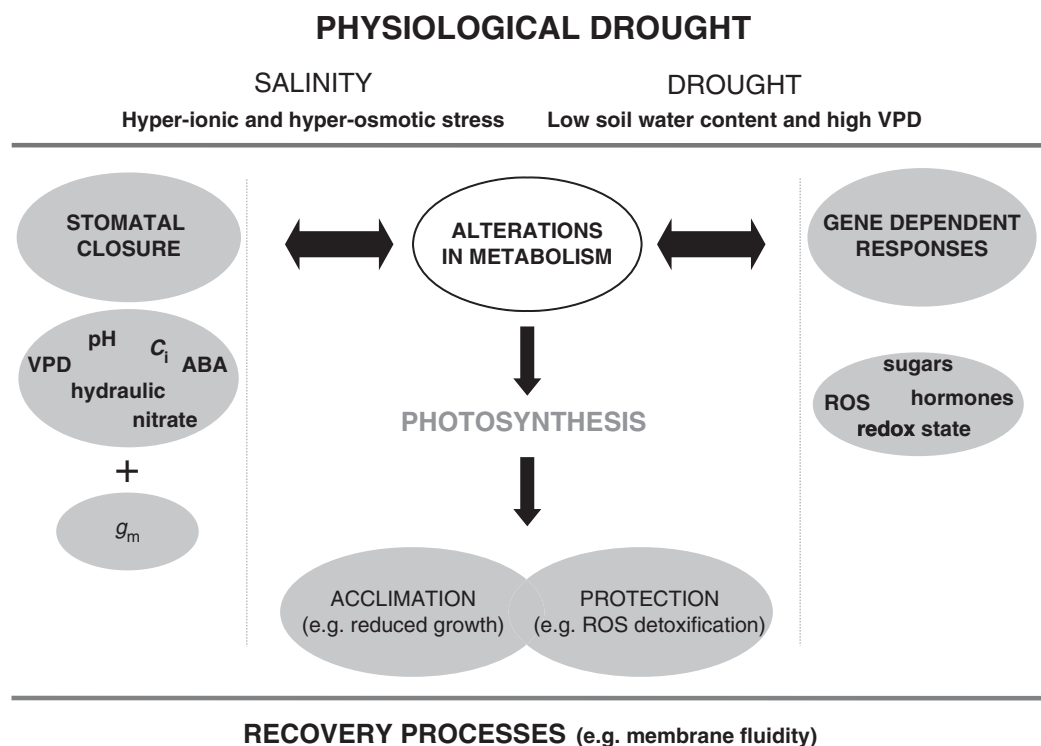 PHYSIOLOGICAL DROUGHT
SALINITY
DROUGHT
Hyper-ionic and hyper-osmotic stress
Low soil water content and high VPD
STOMATAL
CLOSURE
ALTERATIONS
IN METABOLISM
GENE DEPENDENT
RESPONSES
pH
Ci
VPD
ABA
hydraulic
nitrate
+
gm
PHOTOSYNTHESIS
sugars
ROS
hormones
redox state
ACCLIMATION
(e.g. reduced growth)
PROTECTION
(e.g. ROS detoxification)
RECOVERY PROCESSES (e.g. membrane fluidity)